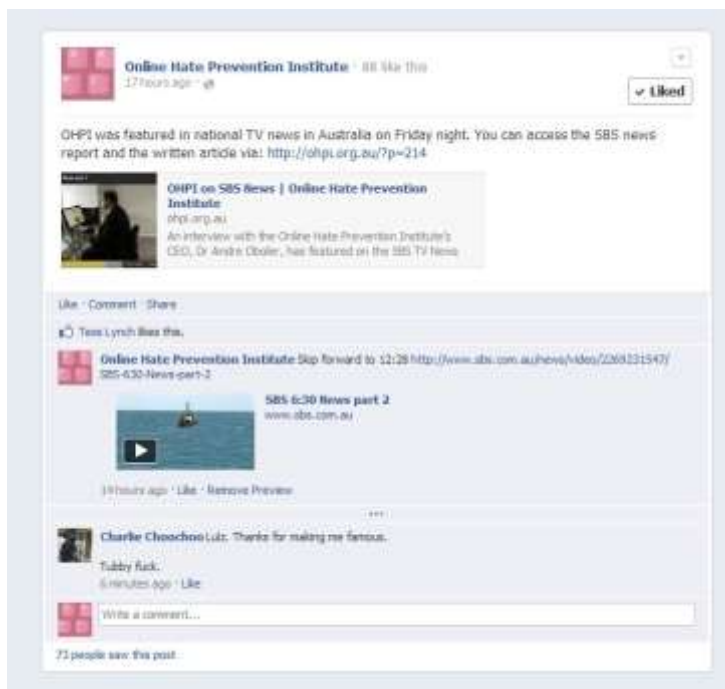 Online Hate Prevention Institute · 88 like this
17 hours ago ·
Liked
OHPI was featured in national TV news in Australia on Friday night. You can access the SBS news
report and the written article via: http://ohpi.org.au/?p=214
OHPI on SBS News | Online Hate Prevention
Institute
ohpi.org.au
An interview with the Online Hate Prevention Institute's
CEO, Dr Andre Oboler, has featured on the SBS TV News
Like · Comment · Share
Tess Lynch likes this.
Online Hate Prevention Institute Skip forward to 12:28 http://www.sbs.com.au/news/video/2269231547/
SBS-630-News-part-2
SBS 6:30 News part 2
www.sbs.com.au
hours ago · Like · Remove Preview
Charlie Choochoo Lulz. Thanks for making me famous.
Tubby fuck.
6 minutes ago · Like
Write a comment...
73 people saw this post